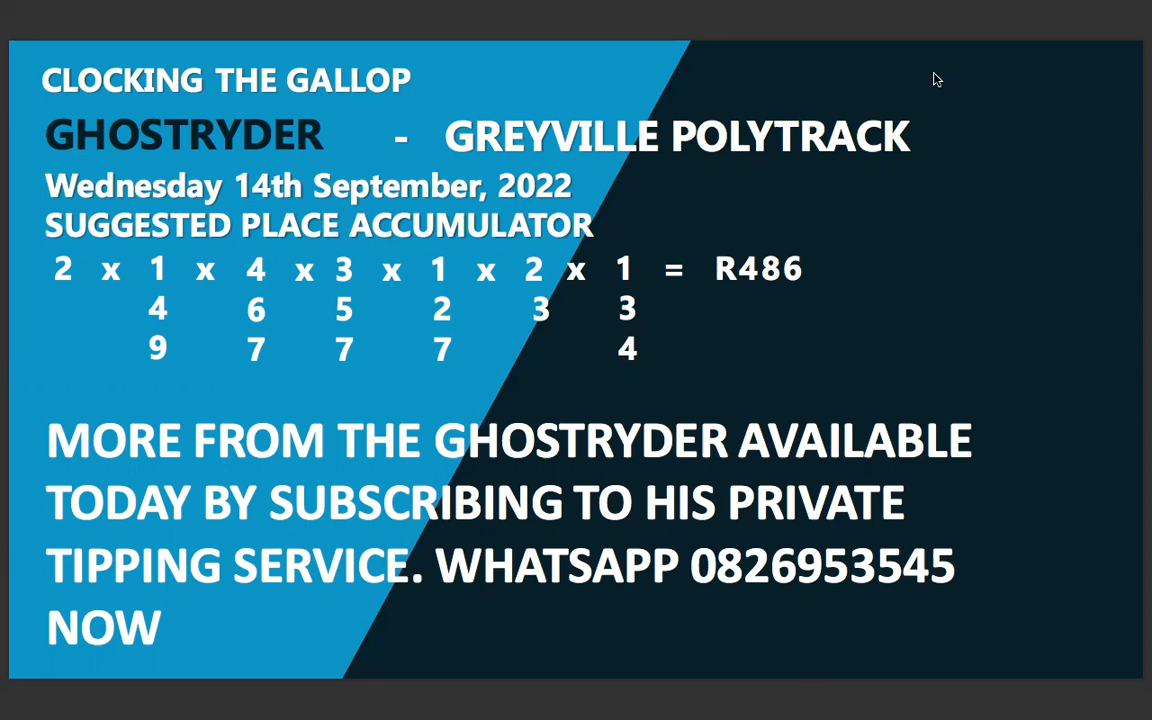 CLOCKING THE GALLOP
GHOSTRYDER - GREYVILLE POLYTRACK
Wednesday 14th September, 2022
SUGGESTED PLACE ACCUMULATOR
2 x 1 x 4 x 3 x 1 x 2 x 1 = R486
4 6 5 2 3 3
9 7 7 7 4
MORE FROM THE GHOSTRYDER AVAILABLE
TODAY BY SUBSCRIBING TO HIS PRIVATE
TIPPING SERVICE. WHATSAPP 0826953545
NOW